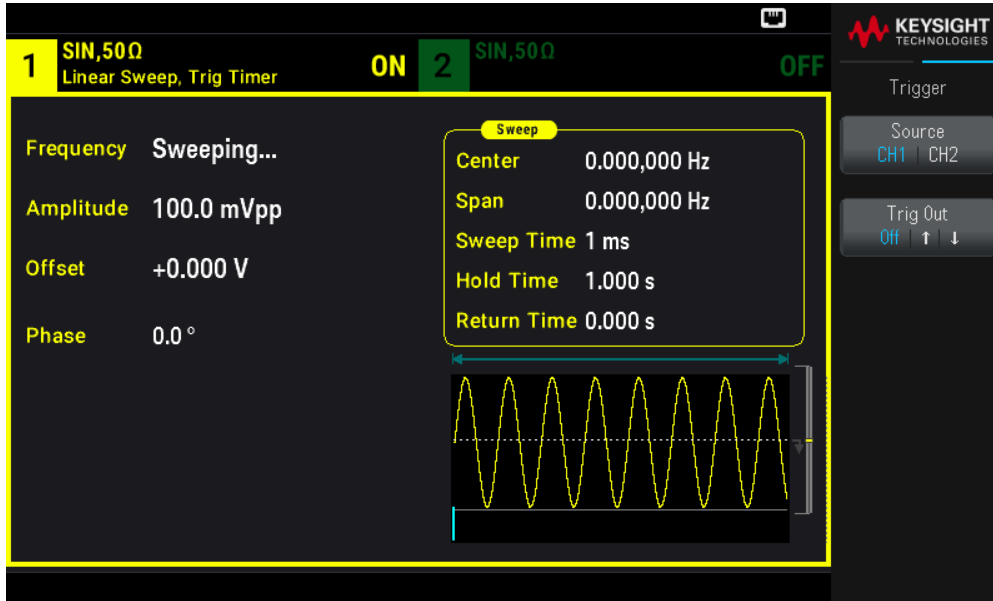 KEYSIGHT
TECHNOLOGIES
1
SIN,50Ω
Linear Sweep, Trig Timer
ON
2
SIN,50Ω
OFF
Trigger
Frequency Sweeping...
Amplitude 100.0 mVpp
Offset +0.000 V
Phase 0.0 °
Sweep
Center 0.000,000 Hz
Span 0.000,000 Hz
Sweep Time 1 ms
Hold Time 1.000 s
Return Time 0.000 s
Source
CH1 | CH2
Trig Out
Off | ↑ | ↓